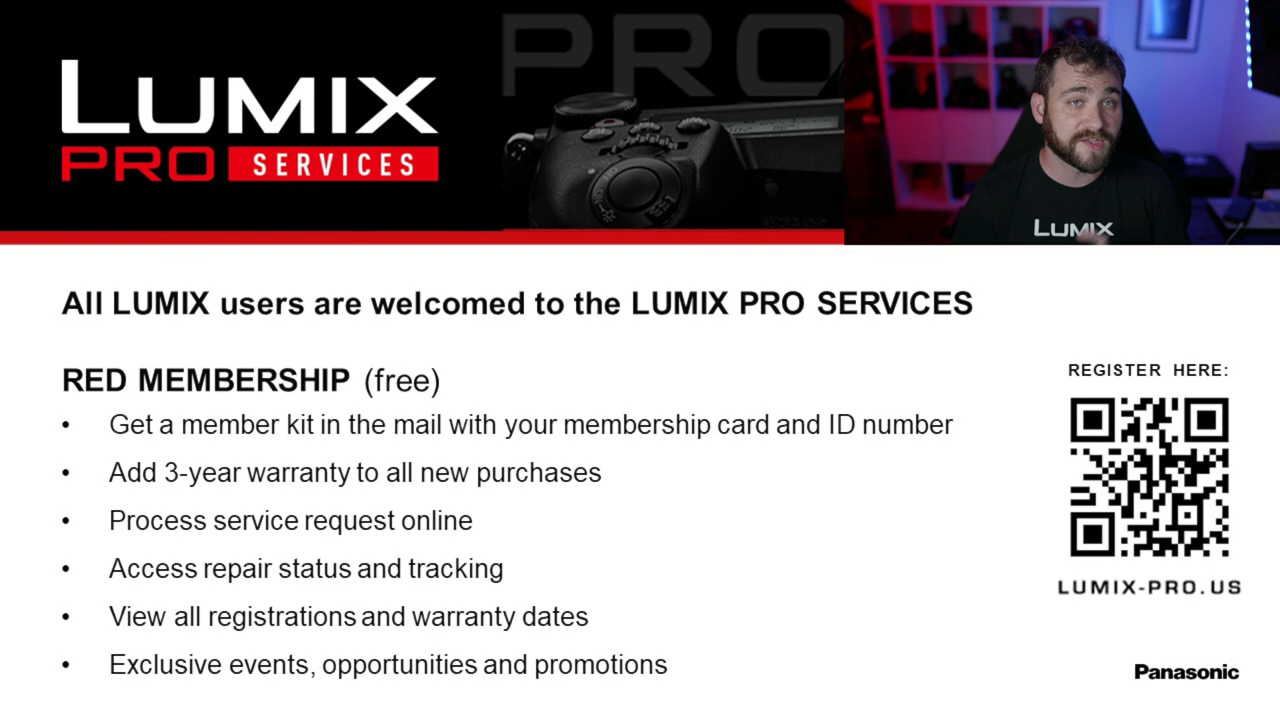 PRO
LUMIX
PRO SERVICES
LUMIX
All LUMIX users are welcomed to the LUMIX PRO SERVICES
RED MEMBERSHIP (free)
• Get a member kit in the mail with your membership card and ID number
• Add 3-year warranty to all new purchases
• Process service request online
• Access repair status and tracking
• View all registrations and warranty dates
• Exclusive events, opportunities and promotions
REGISTER HERE:
LUMIX-PRO.US
Panasonic